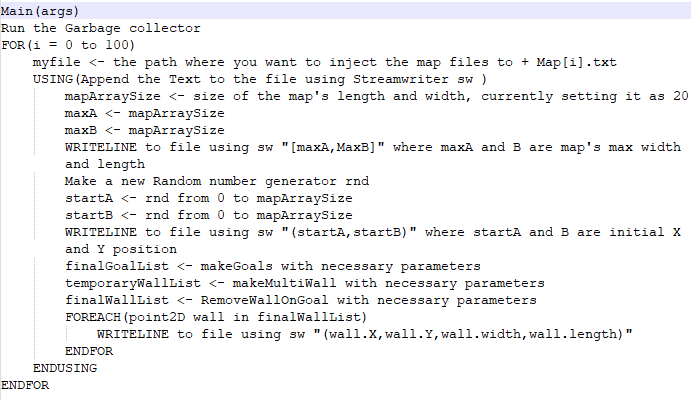 Main(args)
Run the Garbage collector
FOR(i = 0 to 100)
myfile <- the path where you want to inject the map files to + Map[i].txt
USING(Append the Text to the file using Streamwriter sw )
mapArraySize <- size of the map's length and width, currently setting it as 20
maxA <- mapArraySize
maxB <- mapArraySize
WRITELINE to file using sw "[maxA,MaxB]" where maxA and B are map's max width
and length
Make a new Random number generator rnd
startA <- rnd from 0 to mapArraySize
startB <- rnd from 0 to mapArraySize
WRITELINE to file using sw "(startA,startB)" where startA and B are initial X
and Y position
finalGoalList <- makeGoals with necessary parameters
temporaryWallList <- makeMultiWall with necessary parameters
finalWallList <- RemoveWallOnGoal with necessary parameters
FOREACH(point2D wall in finalWallList)
WRITELINE to file using sw "(wall.X,wall.Y,wall.width,wall.length)"
ENDFOR
ENDUSING
ENDFOR